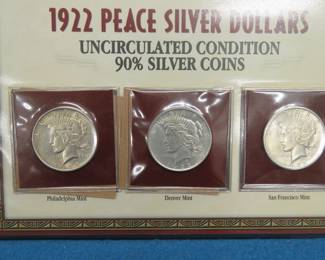 1922 PEACE SILVER DOLLARS
UNCIRCULATED CONDITION
90% SILVER COINS
Philadelphia Mint
Denver Mint
San Francisco Mint